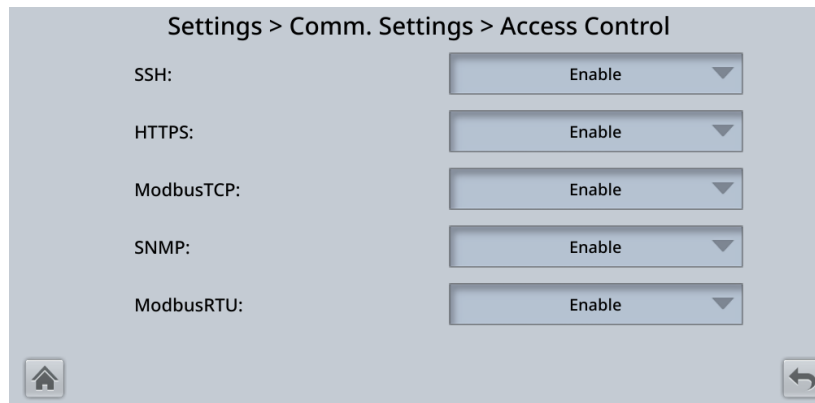 Settings > Comm. Settings > Access Control
SSH: Enable
HTTPS: Enable
ModbusTCP: Enable
SNMP: Enable
ModbusRTU: Enable